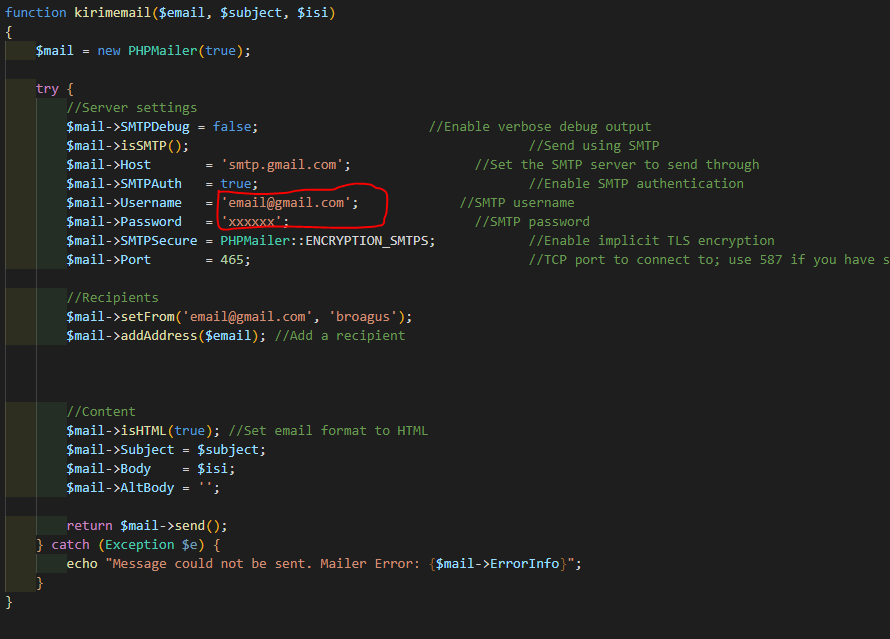 function kirimemail($email, $subject, $isi)
{
$mail = new PHPMailer(true);
try {
//Server settings
$mail->SMTPDebug = false; //Enable verbose debug output
$mail->isSMTP(); //Send using SMTP
$mail->Host = 'smtp.gmail.com'; //Set the SMTP server to send through
$mail->SMTPAuth = true; //Enable SMTP authentication
$mail->Username = 'email@gmail.com'; //SMTP username
$mail->Password = 'xxxxxx'; //SMTP password
$mail->SMTPSecure = PHPMailer::ENCRYPTION_SMTPS; //Enable implicit TLS encryption
$mail->Port = 465; //TCP port to connect to; use 587 if you have s
//Recipients
$mail->setFrom('email@gmail.com', 'broagus');
$mail->addAddress($email); //Add a recipient
//Content
$mail->isHTML(true); //Set email format to HTML
$mail->Subject = $subject;
$mail->Body = $isi;
$mail->AltBody = '';
return $mail->send();
} catch (Exception $e) {
echo "Message could not be sent. Mailer Error: {$mail->ErrorInfo}";
}
}